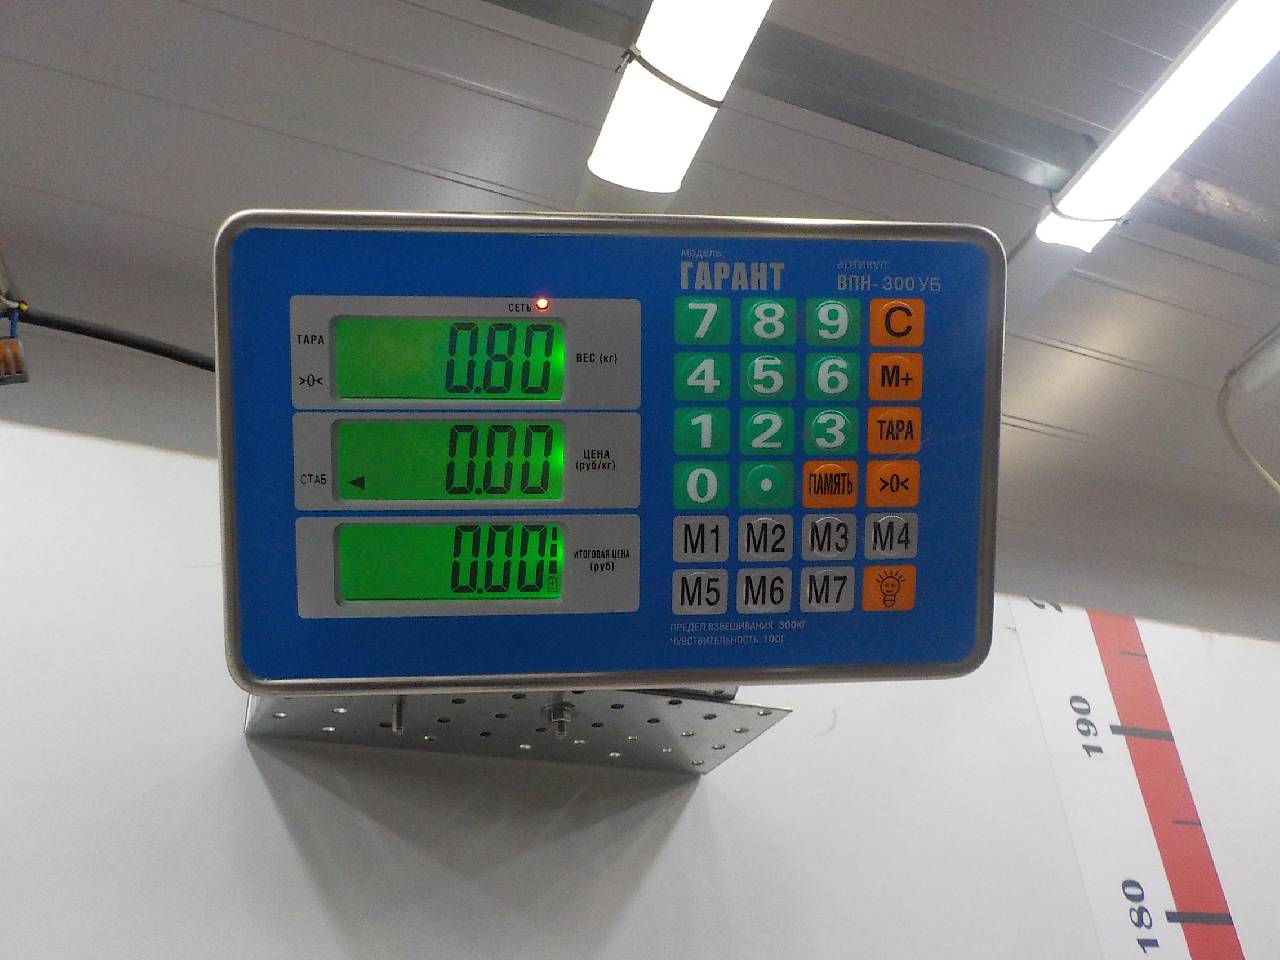 модель:
ГАРАНТ
артикул:
ВПН-300УБ
СЕТЬ
ТАРА
>0<
0.80
ВЕС (кг)
СТАБ
0.00
ЦЕНА
(руб/кг)
0.00
ИТОГОВАЯ ЦЕНА
(руб)
7 8 9 C
4 5 6 M+
1 2 3 ТАРА
0 • ПАМЯТЬ >0<
M1 M2 M3 M4
M5 M6 M7
ПРЕДЕЛ ВЗВЕШИВАНИЯ 300КГ
ЧУВСТВИТЕЛЬНОСТЬ 100Г
190
180